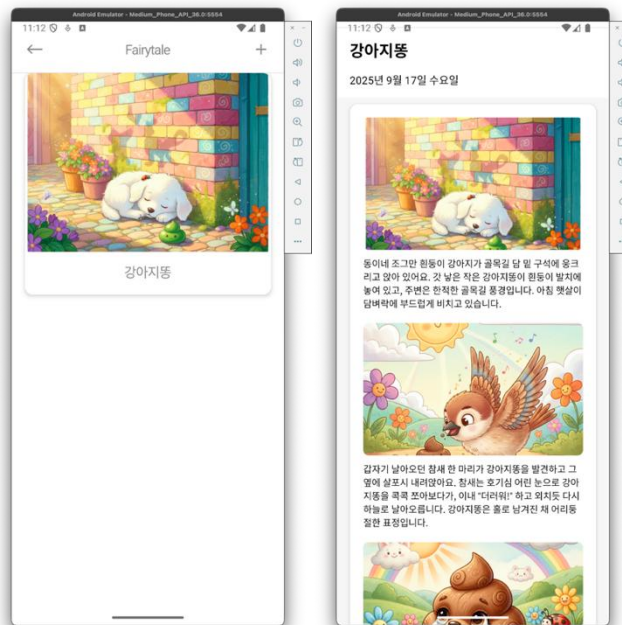 Android Emulator - Medium_Phone_API_36.0:5554
11:12
Fairytale
강아지똥
Android Emulator - Medium_Phone_API_36.0:5554
11:12
강아지똥
2025년 9월 17일 수요일
동이네 조그만 흰둥이 강아지가 골목길 담 밑 구석에 웅크
리고 앉아 있어요. 갓 낳은 작은 강아지똥이 흰둥이 발치에
놓여 있고, 주변은 한적한 골목길 풍경입니다. 아침 햇살이
담벼락에 부드럽게 비치고 있습니다.
갑자기 날아오던 참새 한 마리가 강아지똥을 발견하고 그
옆에 살포시 내려앉아요. 참새는 호기심 어린 눈으로 강아
지똥을 콕콕 쪼아보다가, 이내 "더러워!" 하고 외치듯 다시
하늘로 날아오릅니다. 강아지똥은 홀로 남겨진 채 어리둥
절한 표정입니다.